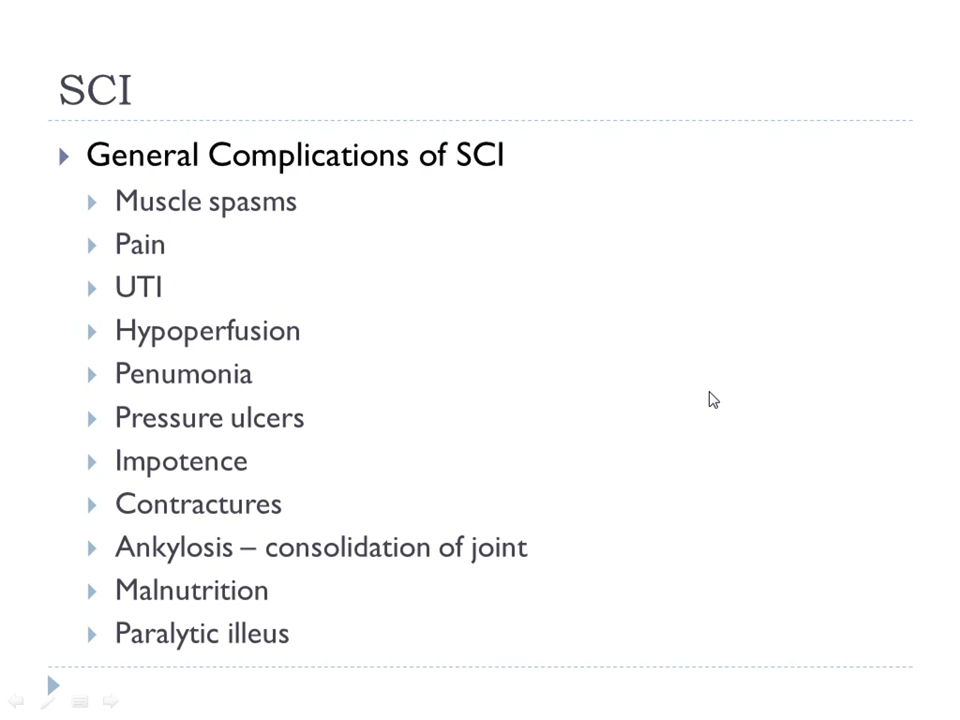 SCI
General Complications of SCI
Muscle spasms
Pain
UTI
Hypoperfusion
Penumonia
Pressure ulcers
Impotence
Contractures
Ankylosis – consolidation of joint
Malnutrition
Paralytic illeus